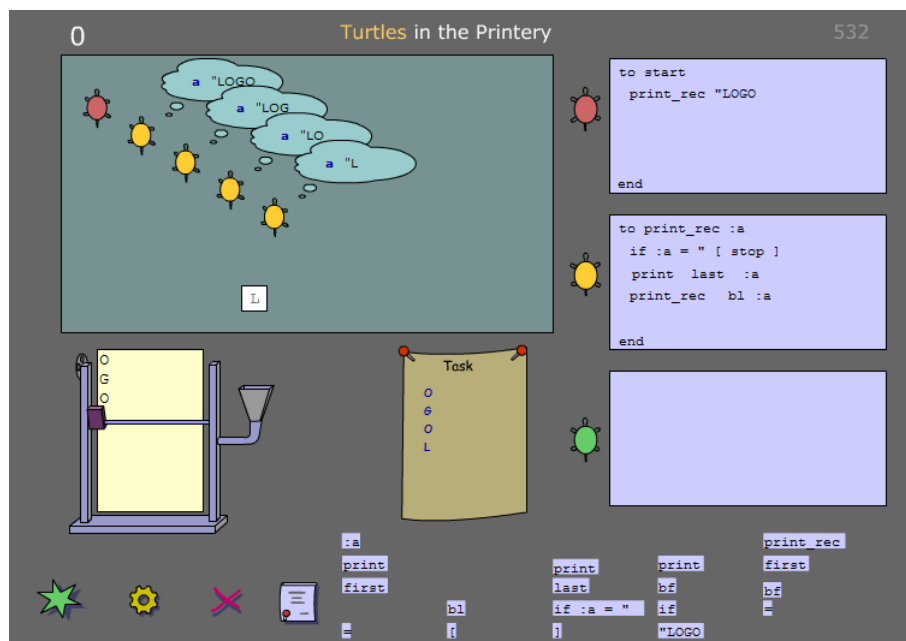 0
Turtles in the Printery
532
a "LOGO
a "LOG
a "LO
a "L
L
to start
print_rec "LOGO
end
to print_rec :a
if :a = " [ stop ]
print last :a
print_rec bl :a
end
O
G
O
Task
O
G
O
L
:a
print
first
=
bl
[
print
last
if :a = "
]
print
bf
if
"LOGO
print_rec
first
bf
=